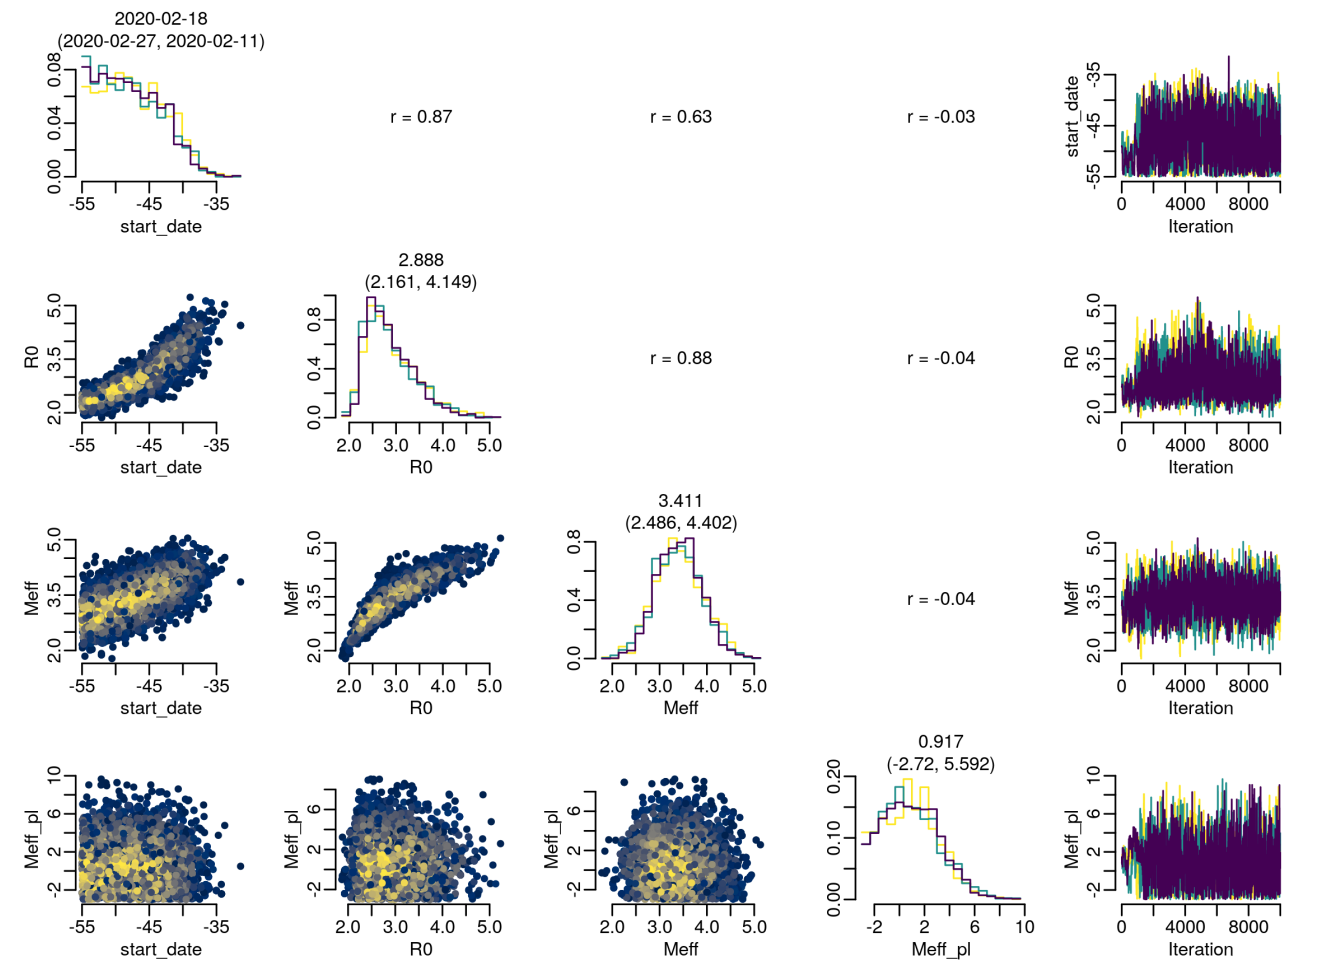 2020-02-18
(2020-02-27, 2020-02-11)
0.00 0.04 0.08
-55 -45 -35
start_date
r = 0.87
r = 0.63
r = -0.03
start_date
-55 -45 -35
0 4000 8000
Iteration
R0
2.0 3.5 5.0
-55 -45 -35
start_date
2.888
(2.161, 4.149)
0.0 0.4 0.8
2.0 3.0 4.0 5.0
R0
r = 0.88
r = -0.04
R0
2.0 3.5 5.0
0 4000 8000
Iteration
Meff
2.0 3.5 5.0
-55 -45 -35
start_date
Meff
2.0 3.5 5.0
2.0 3.0 4.0 5.0
R0
3.411
(2.486, 4.402)
0.0 0.4 0.8
2.0 3.0 4.0 5.0
Meff
r = -0.04
Meff
2.0 3.5 5.0
0 4000 8000
Iteration
Meff_pl
-2 2 6 10
-55 -45 -35
start_date
Meff_pl
-2 2 6
2.0 3.0 4.0 5.0
R0
Meff_pl
-2 2 6
2.0 3.0 4.0 5.0
Meff
0.917
(-2.72, 5.592)
0.00 0.10 0.20
-2 2 6 10
Meff_pl
Meff_pl
-2 2 6 10
0 4000 8000
Iteration